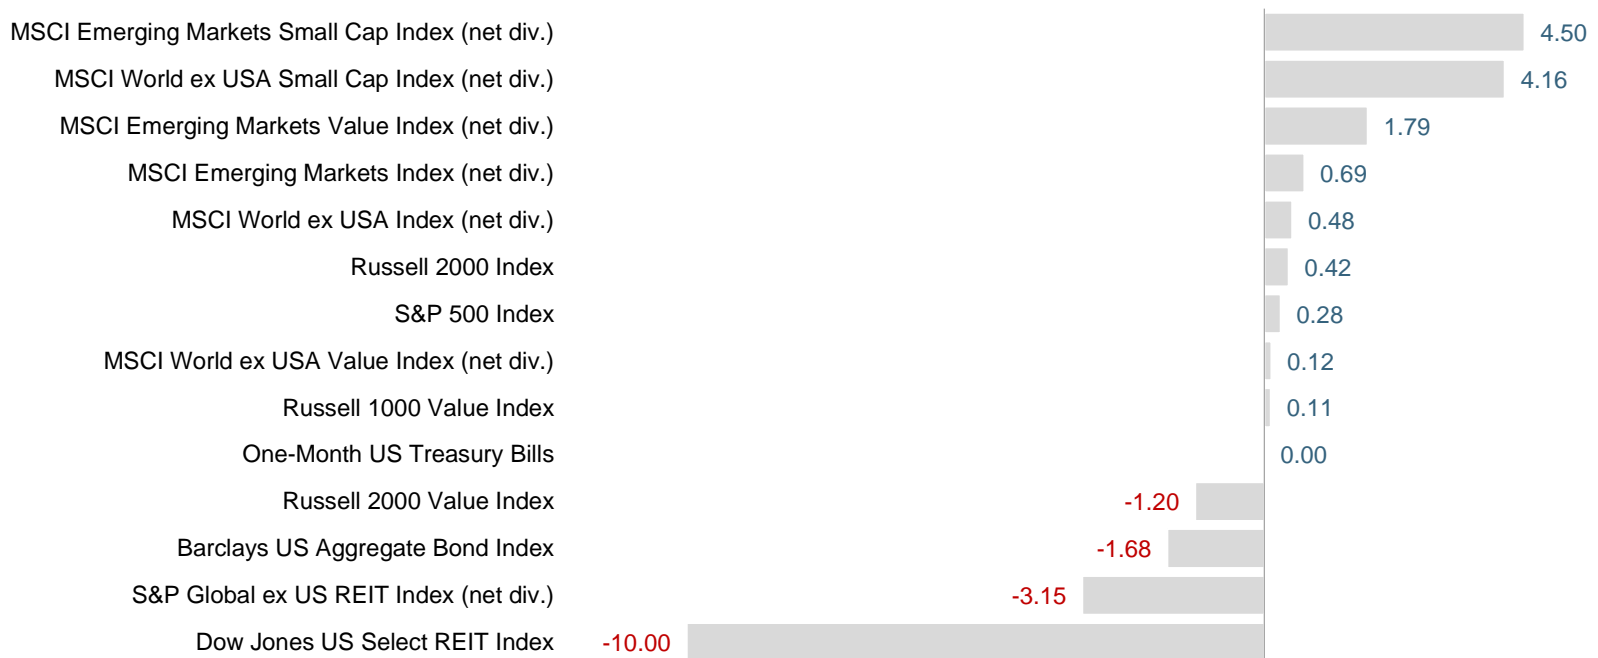 MSCI Emerging Markets Small Cap Index (net div.) 4.50
MSCI World ex USA Small Cap Index (net div.) 4.16
MSCI Emerging Markets Value Index (net div.) 1.79
MSCI Emerging Markets Index (net div.) 0.69
MSCI World ex USA Index (net div.) 0.48
Russell 2000 Index 0.42
S&P 500 Index 0.28
MSCI World ex USA Value Index (net div.) 0.12
Russell 1000 Value Index 0.11
One-Month US Treasury Bills 0.00
Russell 2000 Value Index -1.20
Barclays US Aggregate Bond Index -1.68
S&P Global ex US REIT Index (net div.) -3.15
Dow Jones US Select REIT Index -10.00